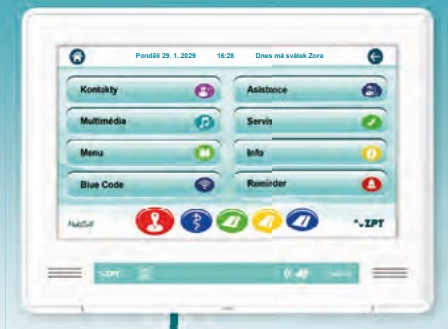 Pondělí 29. 1. 2029 16:28 Dnes má svátek Zora
Kontakty Asistence
Multimédia Servis
Menu Info
Blue Code Reminder
ZPT
ZPT